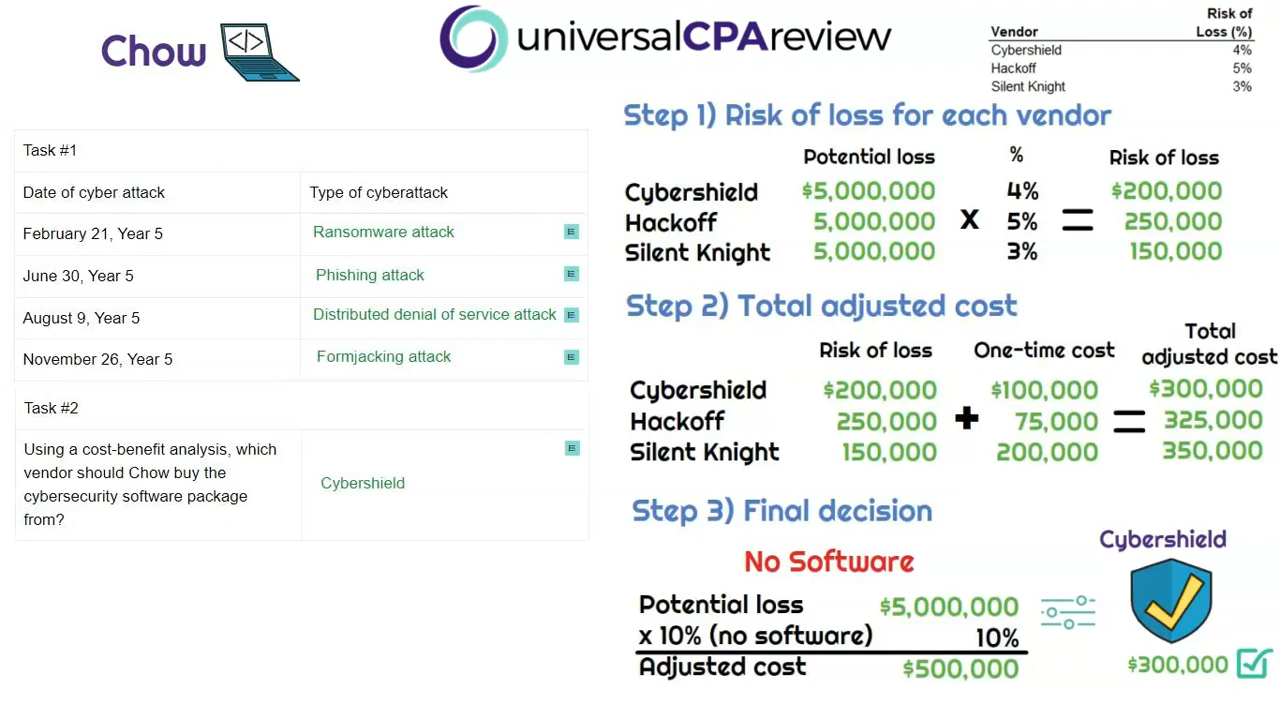 Chow
</>
universalCPAreview
Risk of
Vendor Loss (%)
Cybershield 4%
Hackoff 5%
Silent Knight 3%
Task #1
Date of cyber attack Type of cyberattack
February 21, Year 5 Ransomware attack E
June 30, Year 5 Phishing attack E
August 9, Year 5 Distributed denial of service attack E
November 26, Year 5 Formjacking attack E
Task #2
Using a cost-benefit analysis, which E
vendor should Chow buy the
cybersecurity software package Cybershield
from?
Step 1) Risk of loss for each vendor
Potential loss % Risk of loss
Cybershield $5,000,000 4% $200,000
Hackoff 5,000,000 x 5% = 250,000
Silent Knight 5,000,000 3% 150,000
Step 2) Total adjusted cost
Total
Risk of loss One-time cost adjusted cost
Cybershield $200,000 $100,000 $300,000
Hackoff 250,000 + 75,000 = 325,000
Silent Knight 150,000 200,000 350,000
Step 3) Final decision
No Software Cybershield
Potential loss $5,000,000
x 10% (no software) 10%
Adjusted cost $500,000 $300,000